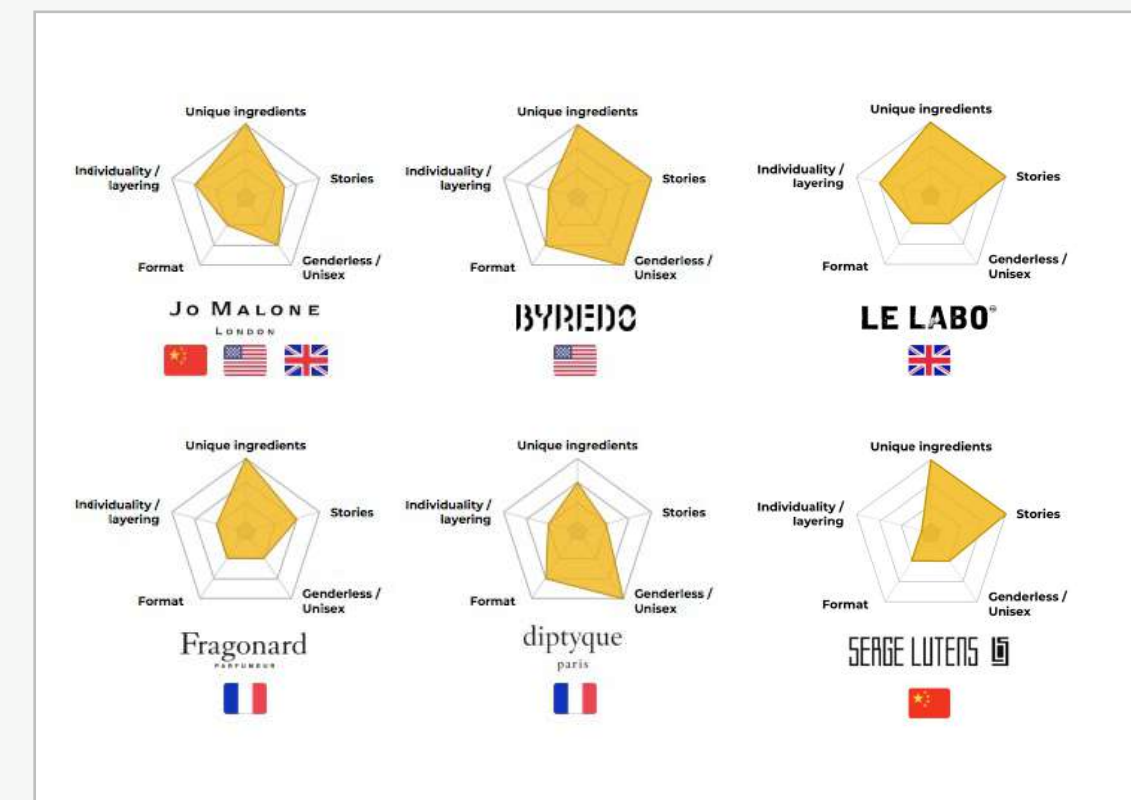 Unique ingredients
Individuality /
layering
Stories
Format
Genderless /
Unisex
JO MALONE
LONDON
Unique ingredients
Individuality /
layering
Stories
Format
Genderless /
Unisex
BYREDO
Unique ingredients
Individuality /
layering
Stories
Format
Genderless /
Unisex
LE LABO
Unique ingredients
Individuality /
layering
Stories
Format
Genderless /
Unisex
Fragonard
PARFUMEUR
Unique ingredients
Individuality /
layering
Stories
Format
Genderless /
Unisex
diptyque
paris
Unique ingredients
Individuality /
layering
Stories
Format
Genderless /
Unisex
SERGE LUTENS